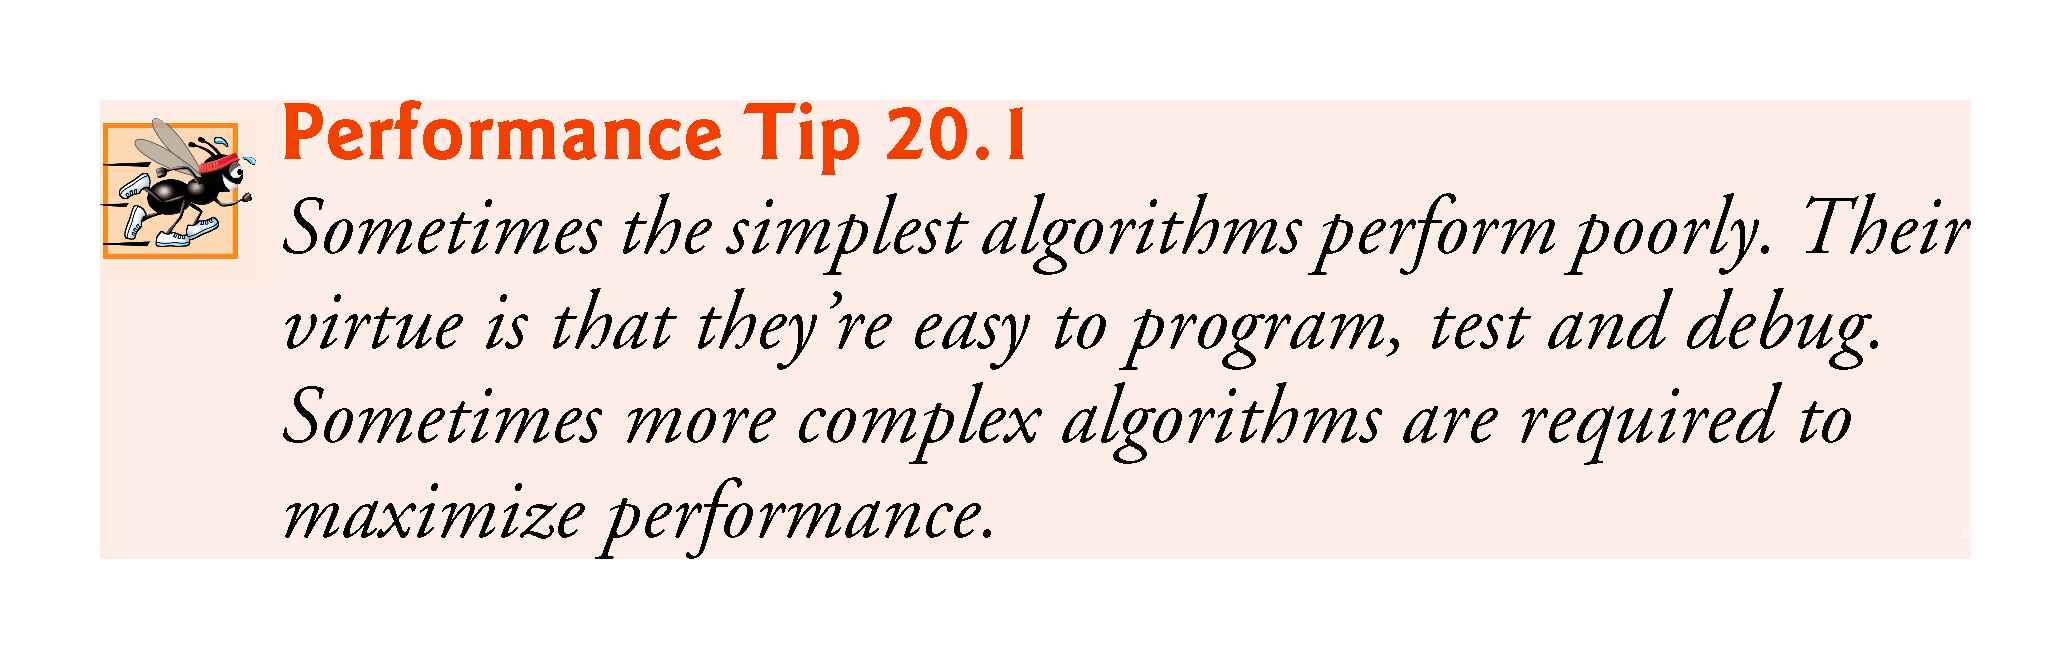 Performance Tip 20.1
Sometimes the simplest algorithms perform poorly. Their
virtue is that they’re easy to program, test and debug.
Sometimes more complex algorithms are required to
maximize performance.